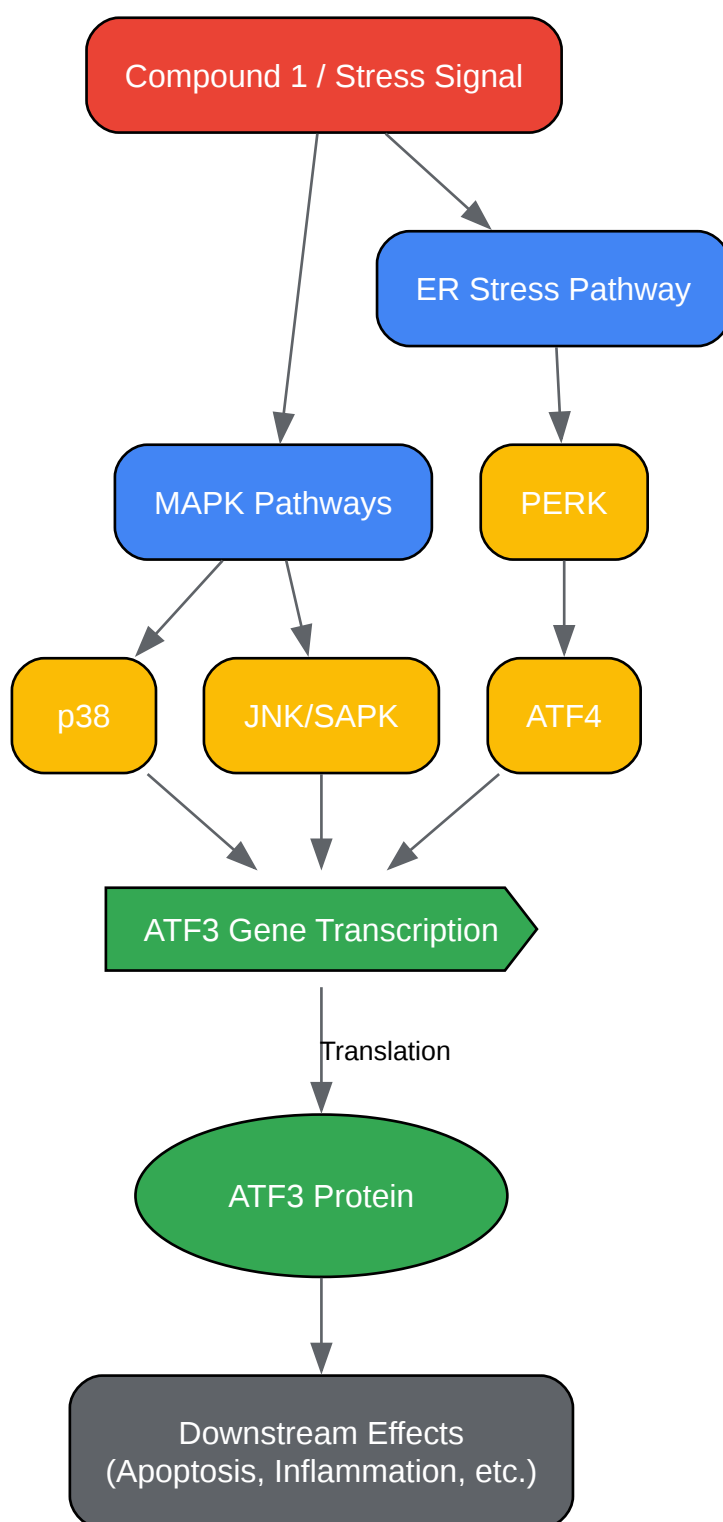 Compound 1 / Stress Signal
ER Stress Pathway
MAPK Pathways
PERK
p38
JNK/SAPK
ATF4
ATF3 Gene Transcription
Translation
ATF3 Protein
Downstream Effects
(Apoptosis, Inflammation, etc.)